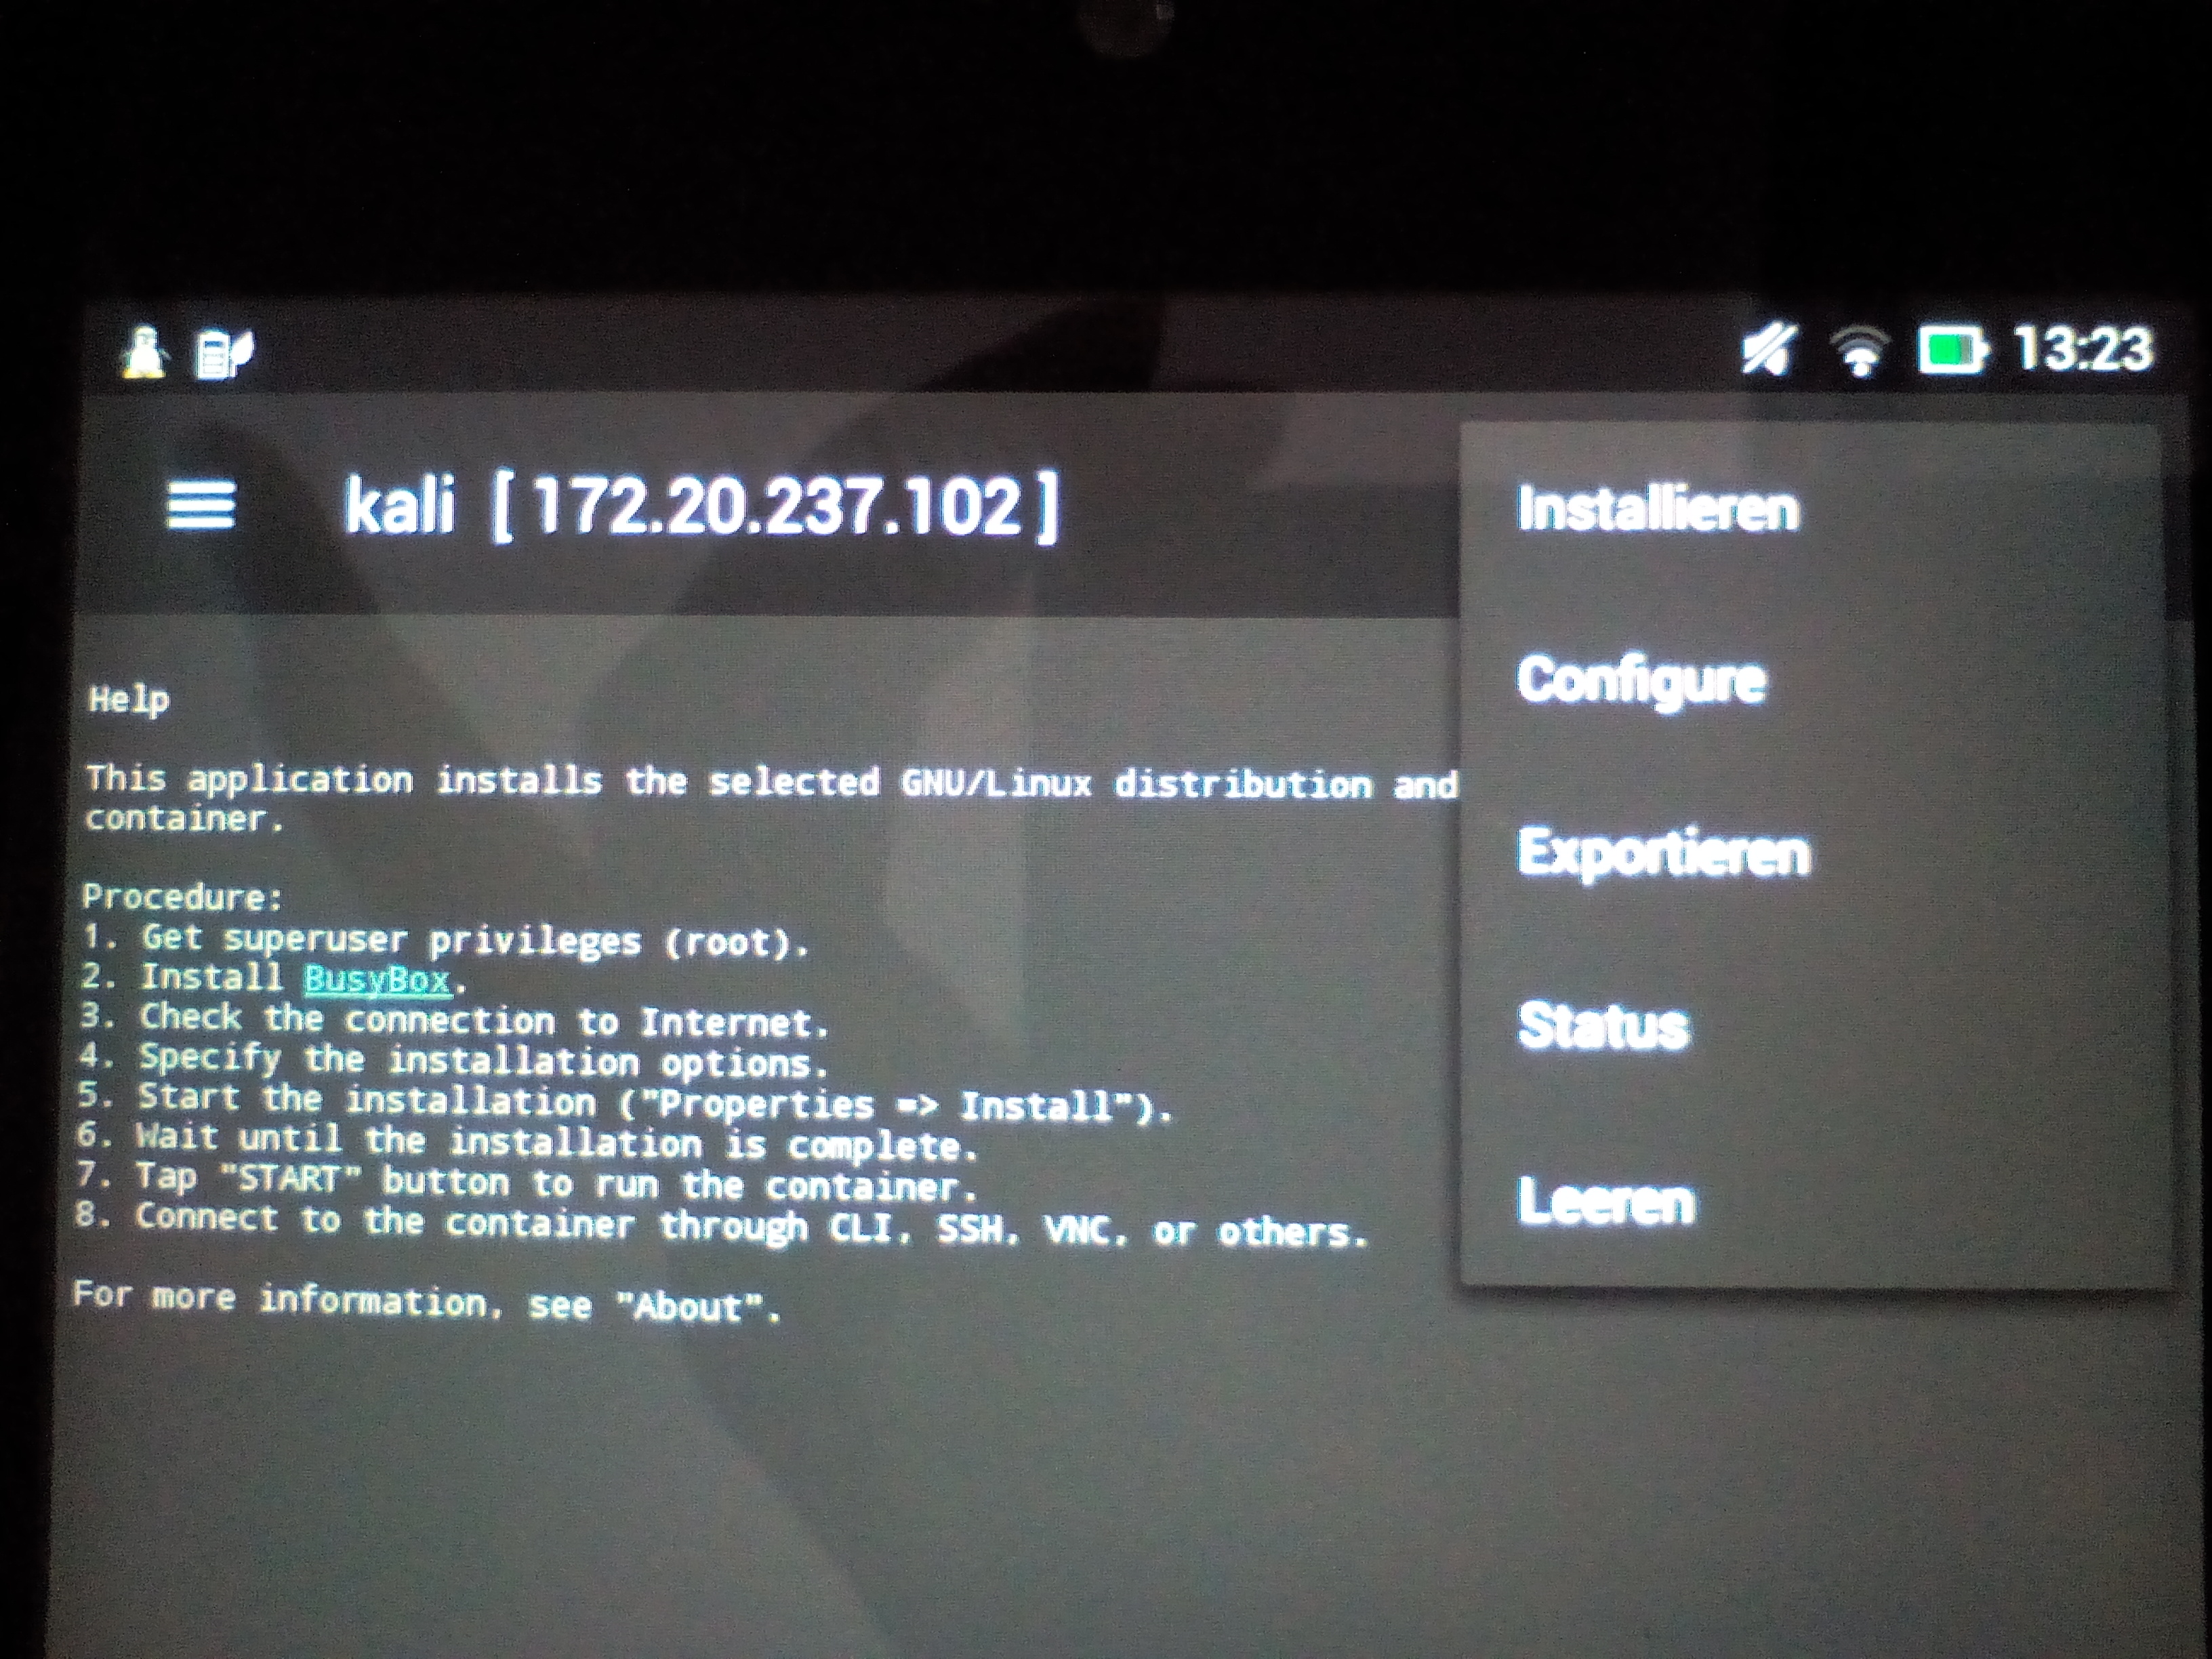 13:23
kali [ 172.20.237.102 ]
Installieren
Configure
Exportieren
Status
Leeren
Help
This application installs the selected GNU/Linux distribution and
container.
Procedure:
1. Get superuser privileges (root).
2. Install BusyBox.
3. Check the connection to Internet.
4. Specify the installation options.
5. Start the installation ("Properties => Install").
6. Wait until the installation is complete.
7. Tap "START" button to run the container.
8. Connect to the container through CLI, SSH, VNC, or others.
For more information, see "About".